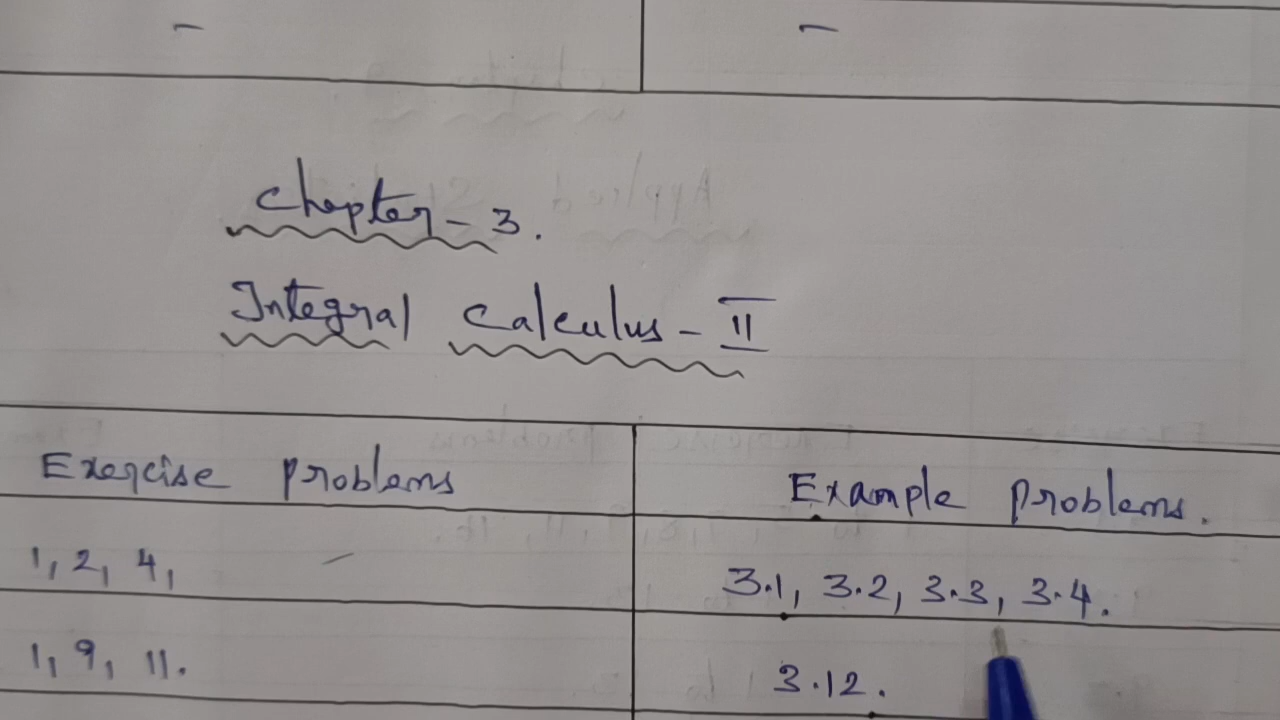 - -
Chapter - 3.
Integral Calculus - II
Exercise Problems Example Problems.
1, 2, 4, - 3.1, 3.2, 3.3, 3.4.
1, 9, 11. 3.12.